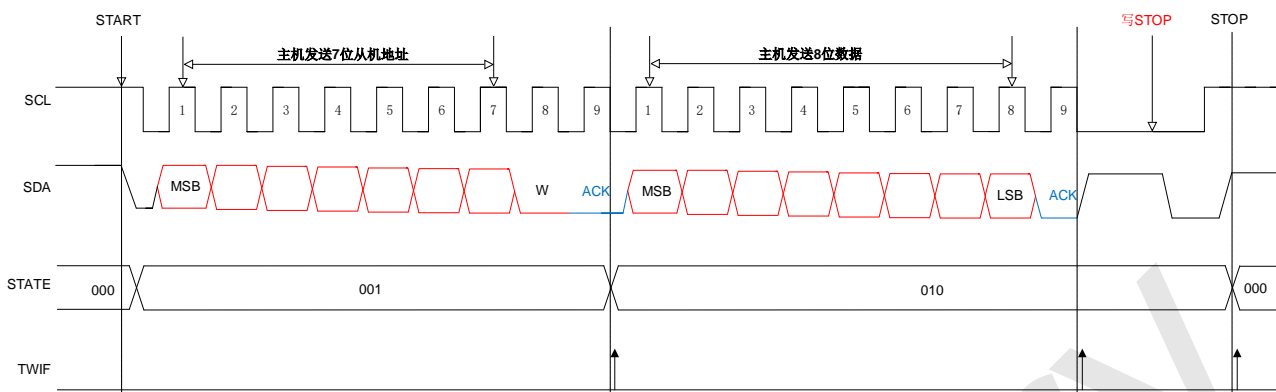 START 写STOP STOP
主机发送7位从机地址 主机发送8位数据
SCL 1 2 3 4 5 6 7 8 9 1 2 3 4 5 6 7 8 9
SDA MSB W ACK MSB LSB ACK
STATE 000 001 010 000
TWIF